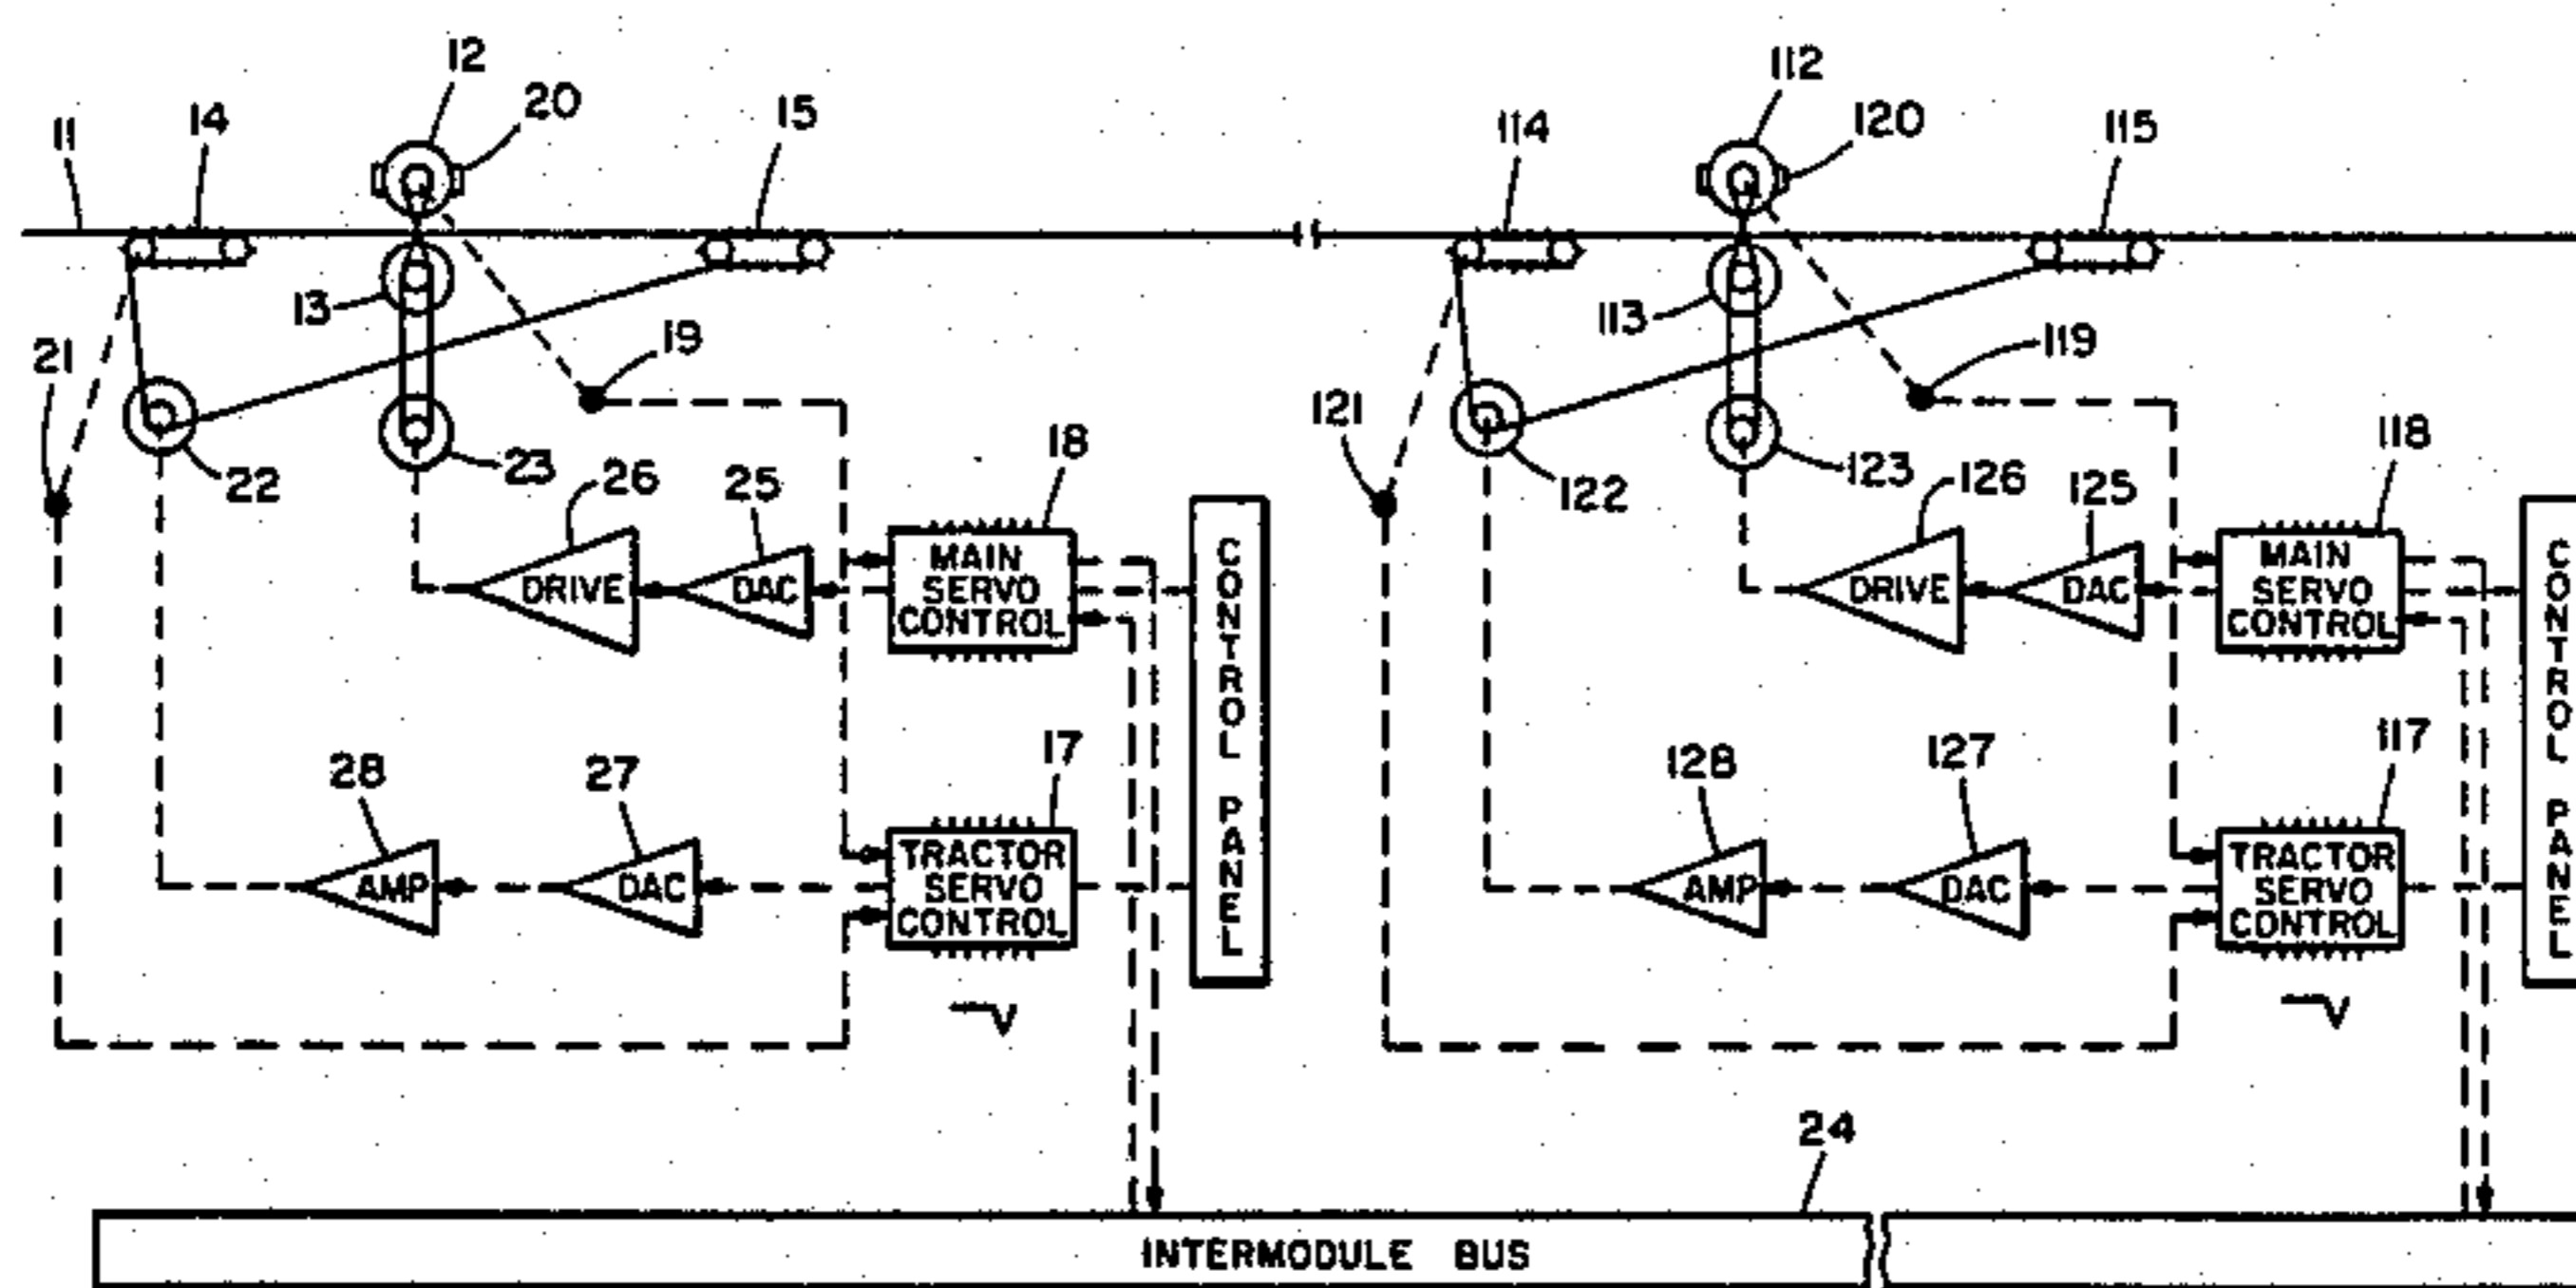 12
112
20
120
11
14
15
114
115
13
113
21
19
119
121
22
23
122
123
18
118
26
25
126
125
MAIN
SERVO
CONTROL
DRIVE
DAC
CONTROL PANEL
DRIVE
DAC
MAIN
SERVO
CONTROL
CONTROL PANEL
28
27
17
128
127
117
AMP
DAC
TRACTOR
SERVO
CONTROL
AMP
DAC
TRACTOR
SERVO
CONTROL
24
INTERMODULE BUS